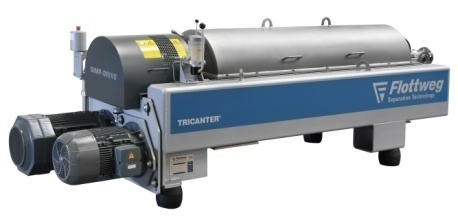 SIMP-DRIVE®
Flottweg
Separation Technology
TRICANTER®